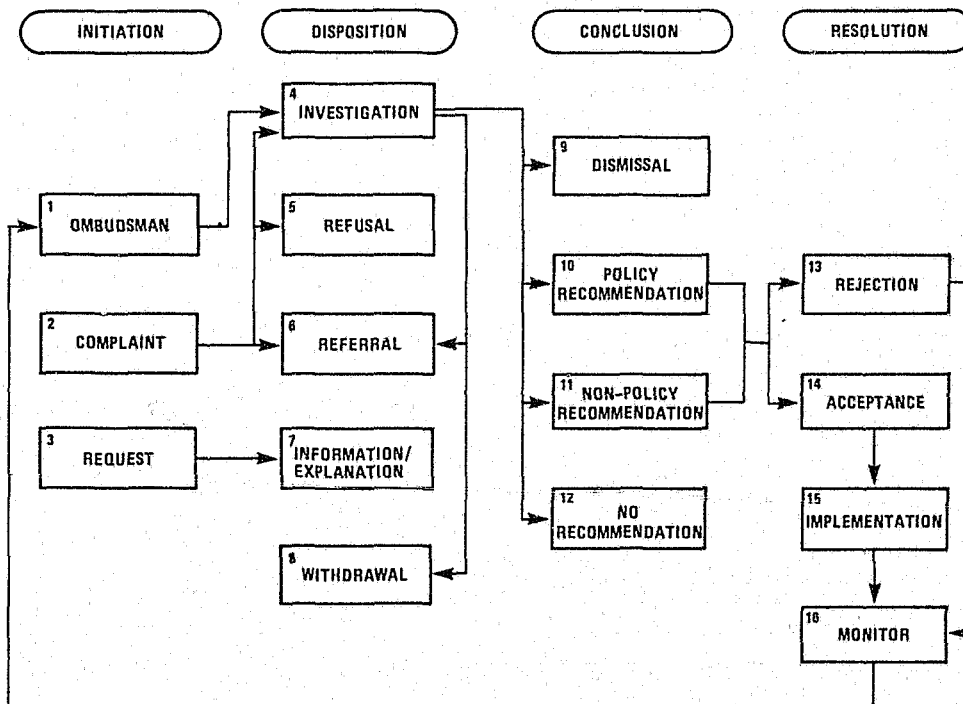 INITIATION
DISPOSITION
CONCLUSION
RESOLUTION
1
OMBUDSMAN
2
COMPLAINT
3
REQUEST
4
INVESTIGATION
5
REFUSAL
6
REFERRAL
7
INFORMATION/
EXPLANATION
8
WITHDRAWAL
9
DISMISSAL
10
POLICY
RECOMMENDATION
11
NON-POLICY
RECOMMENDATION
12
NO
RECOMMENDATION
13
REJECTION
14
ACCEPTANCE
15
IMPLEMENTATION
16
MONITOR